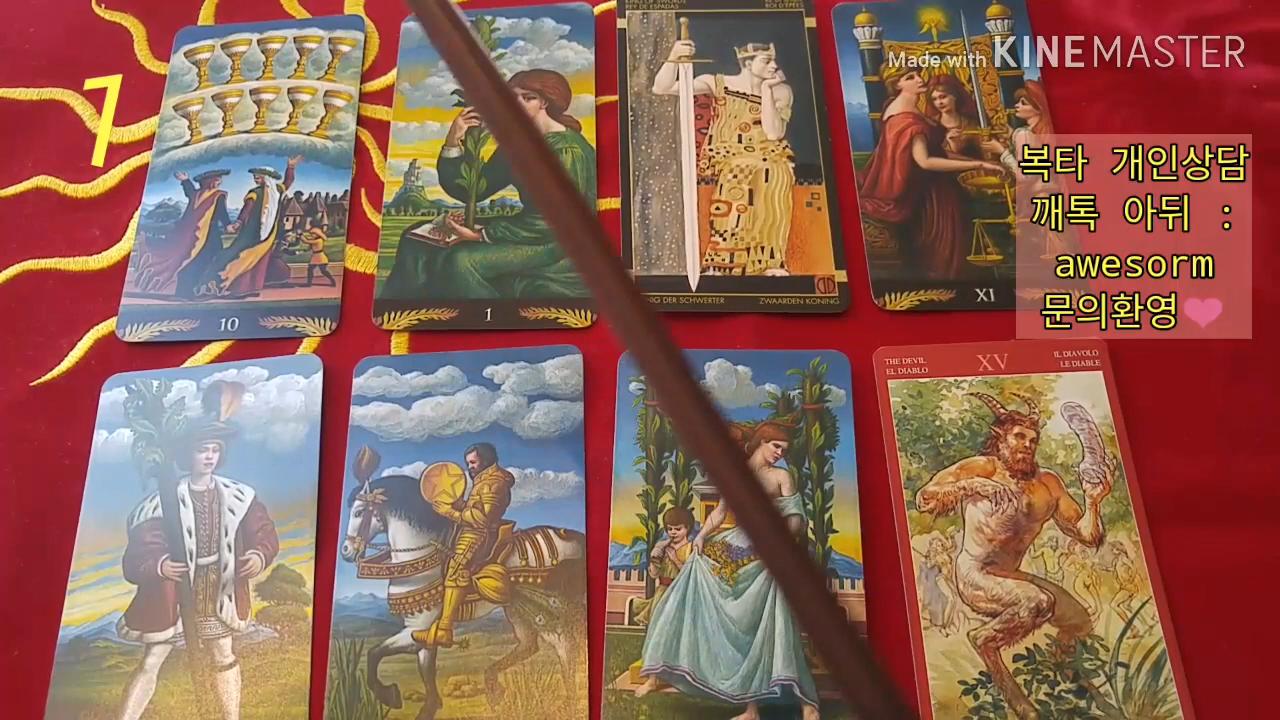 1
10
1
KING OF SWORDS
REY DE ESPADAS
ROI D'ÉPÉES
NIG DER SCHWERTER
ZWAARDEN KONING
XI
Made with KINEMASTER
복타 개인상담
깨톡 아뒤 :
awesorm
문의환영
THE DEVIL
EL DIABLO
XV
IL DIAVOLO
LE DIABLE